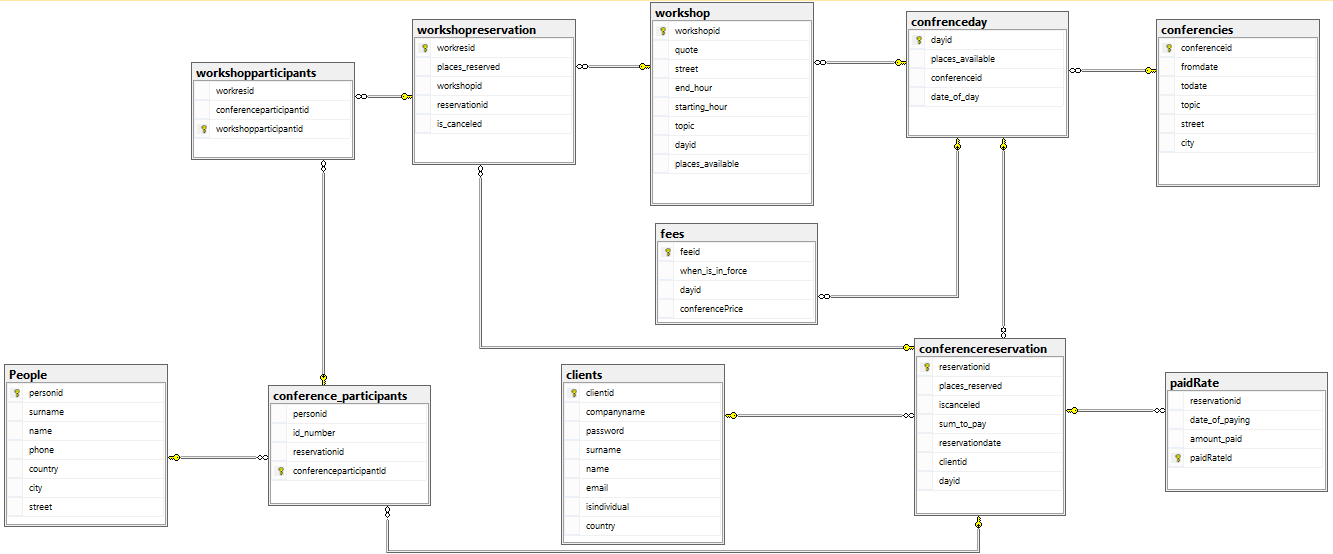 workshopparticipants
workresid
conferenceparticipantid
workshopparticipantid
workshopreservation
workresid
places_reserved
workshopid
reservationid
is_canceled
workshop
workshopid
quote
street
end_hour
starting_hour
topic
dayid
places_available
confrenceday
dayid
places_available
conferenceid
date_of_day
conferencies
conferenceid
fromdate
todate
topic
street
city
fees
feeid
when_is_in_force
dayid
conferencePrice
People
personid
surname
name
phone
country
city
street
conference_participants
personid
id_number
reservationid
conferenceparticipantId
clients
clientid
companyname
password
surname
name
email
isindividual
country
conferencereservation
reservationid
places_reserved
iscanceled
sum_to_pay
reservationdate
clientid
dayid
paidRate
reservationid
date_of_paying
amount_paid
paidRateId